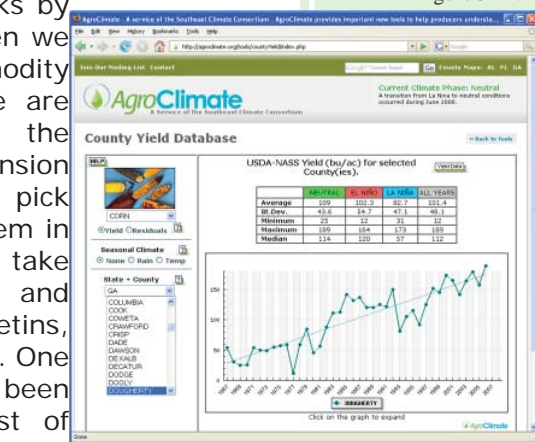 ks by
en we
nodity
e are
the
ension
pick
em in
take
and
etins,
. One
been
st of
AgroClimate - A service of the Southeast Climate Consortium - AgroClimate provides important new tools to help producers understa...
File Edit View History Bookmarks Tools Help
http://agroclimate.org/tools/countyYield/index.php
Join Our Mailing List Contact
Go County Maps: AL FL GA
AgroClimate
A Service of the Southeast Climate Consortium
Current Climate Phase: Neutral
A transition from La Nina to neutral conditions
occurred during June 2008.
County Yield Database
Back to Tools
HELP
CORN
Yield Residuals
Seasonal Climate
None Rain Temp
State + County
GA
COLUMBIA
COOK
COWETA
CRAWFORD
CRISP
DADE
DAWSON
DE KALB
DECATUR
DODGE
DOOLY
DOUGHERTY
USDA-NASS Yield (bu/ac) for selected
County(ies).
NEUTRAL EL NIÑO LA NIÑA ALL YEARS
Average 109 102.3 82.7 101.4
St.Dev. 43.6 54.7 47.1 48.1
Minimum 25 12 31 12
Maximum 189 164 173 189
Median 114 120 57 112
150
100
50
0
DOUGHERTY
Click on the graph to expand
AgroClimate
Done